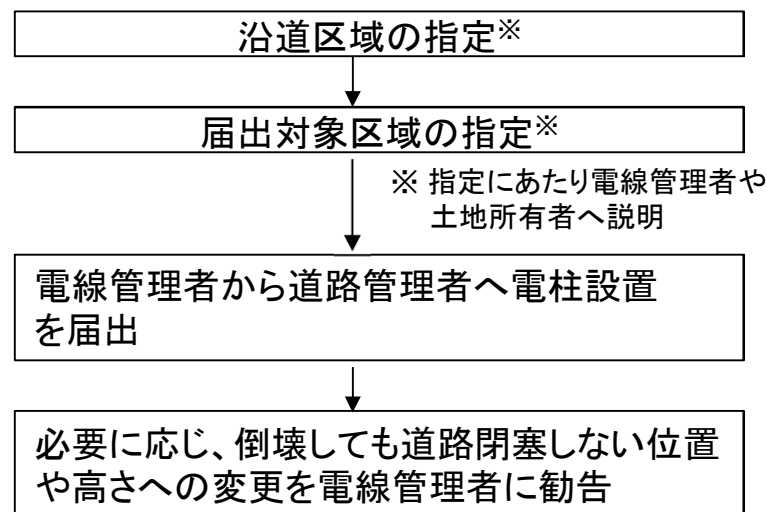 沿道区域の指定※
届出対象区域の指定※
※ 指定にあたり電線管理者や
土地所有者へ説明
電線管理者から道路管理者へ電柱設置
を届出
必要に応じ、倒壊しても道路閉塞しない位置
や高さへの変更を電線管理者に勧告